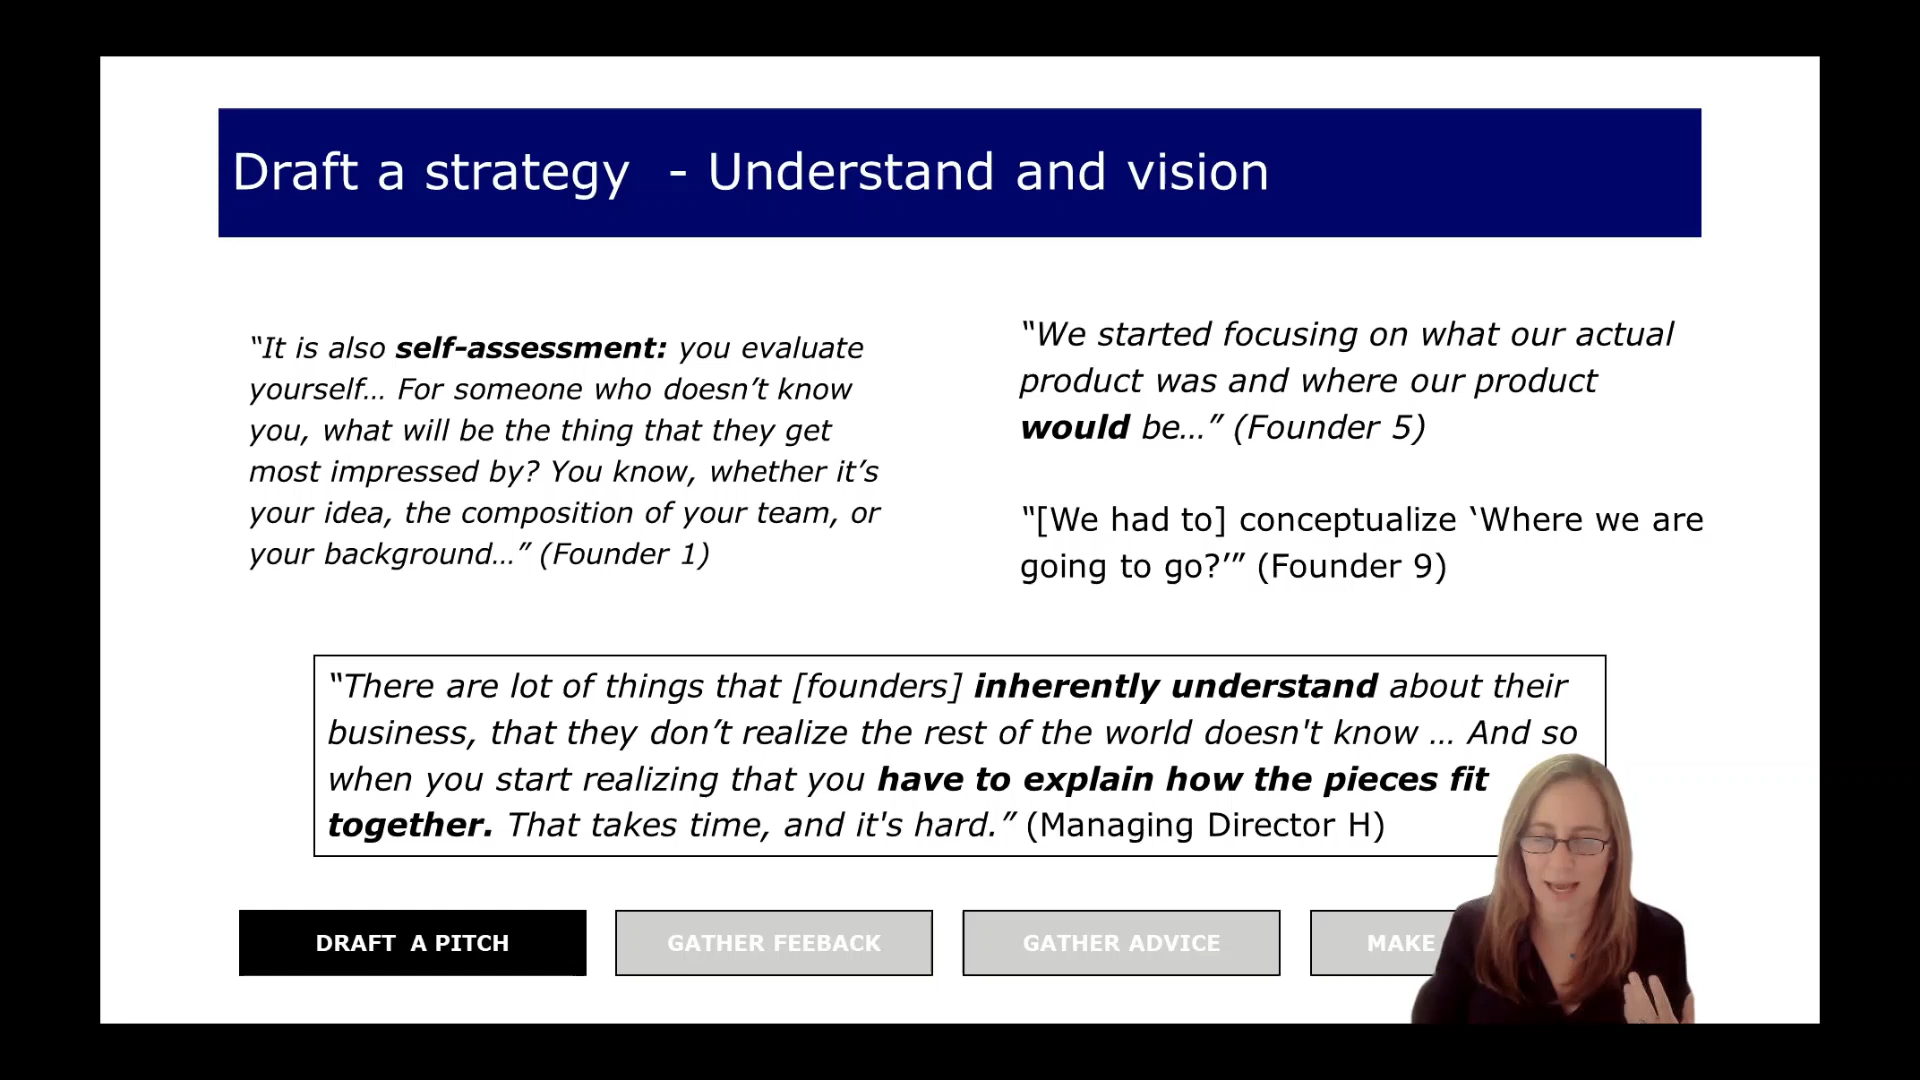 Draft a strategy  - Understand and vision
“It is also self-assessment: you evaluate
yourself… For someone who doesn’t know
you, what will be the thing that they get
most impressed by? You know, whether it’s
your idea, the composition of your team, or
your background…” (Founder 1)
“We started focusing on what our actual
product was and where our product
would be…” (Founder 5)
“[We had to] conceptualize ‘Where we are
going to go?’” (Founder 9)
“There are lot of things that [founders] inherently understand about their
business, that they don’t realize the rest of the world doesn't know … And so
when you start realizing that you have to explain how the pieces fit
together. That takes time, and it's hard.” (Managing Director H)
DRAFT  A PITCH
GATHER FEEBACK
GATHER ADVICE
MAKE